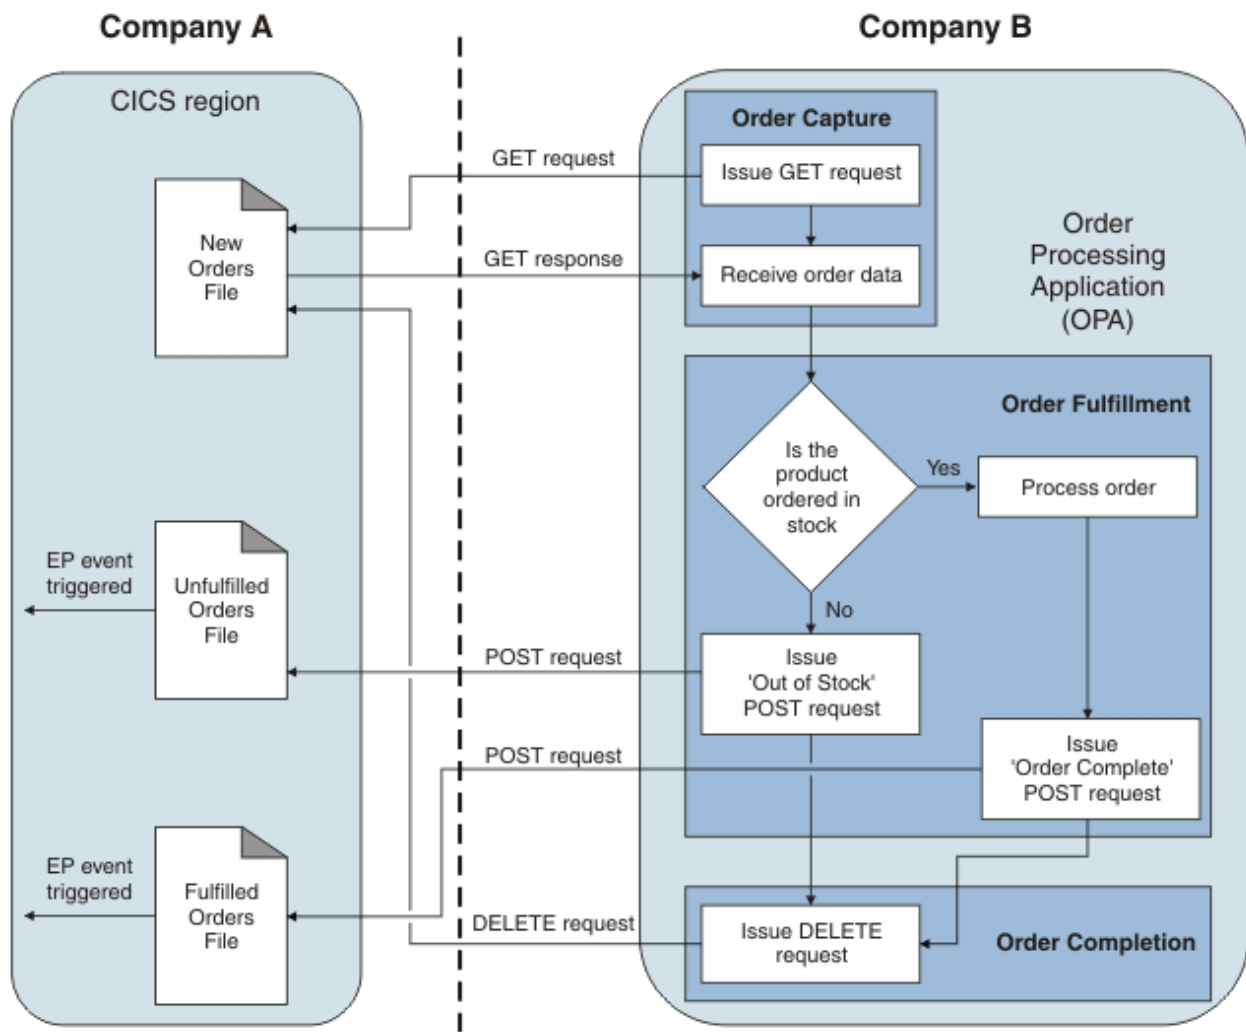 Company A
Company B
CICS region
Order Capture
GET request
Issue GET request
New
Orders
File
GET response
Receive order data
Order
Processing
Application
(OPA)
Order Fulfillment
Is the
product
ordered in
stock
Yes
Process order
No
EP event
triggered
Unfulfilled
Orders
File
POST request
Issue
'Out of Stock'
POST request
POST request
Issue
'Order Complete'
POST request
EP event
triggered
Fulfilled
Orders
File
DELETE request
Issue DELETE
request
Order Completion